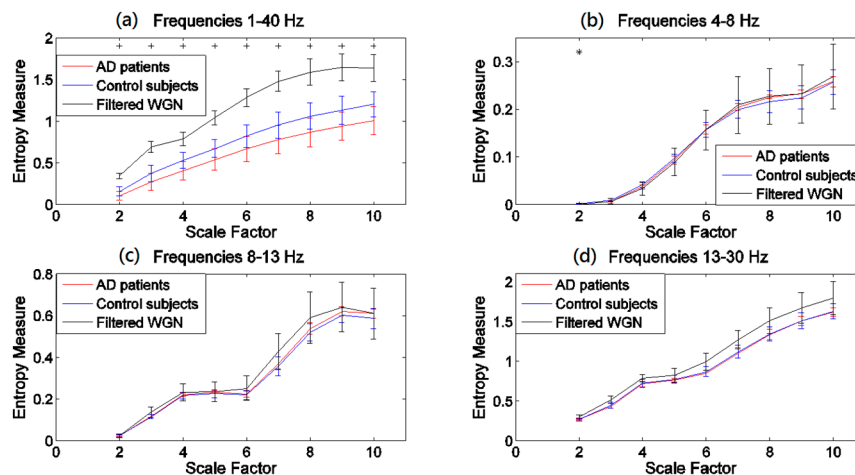 (a) Frequencies 1-40 Hz
2
1.5
1
0.5
0
Entropy Measure
AD patients
Control subjects
Filtered WGN
0 2 4 6 8 10
Scale Factor
(b) Frequencies 4-8 Hz
0.3
0.2
0.1
0
Entropy Measure
AD patients
Control subjects
Filtered WGN
0 2 4 6 8 10
Scale Factor
(c) Frequencies 8-13 Hz
0.8
0.6
0.4
0.2
0
Entropy Measure
AD patients
Control subjects
Filtered WGN
0 2 4 6 8 10
Scale Factor
(d) Frequencies 13-30 Hz
2
1.5
1
0.5
0
Entropy Measure
AD patients
Control subjects
Filtered WGN
0 2 4 6 8 10
Scale Factor